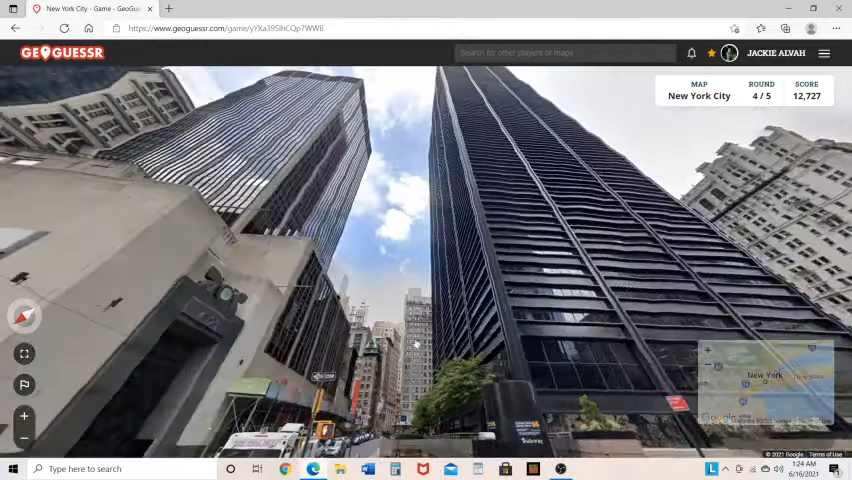 New York City - Game - GeoGuess
https://www.geoguessr.com/game/yYXa39SlhCQp7WWB
GEOGUESSR
Search for other players or maps
JACKIE ALVAH
MAP
ROUND
SCORE
New York City
4 / 5
12,727
New York
© 2021 Google
Terms of Use
Type here to search
1:24 AM
6/16/2021